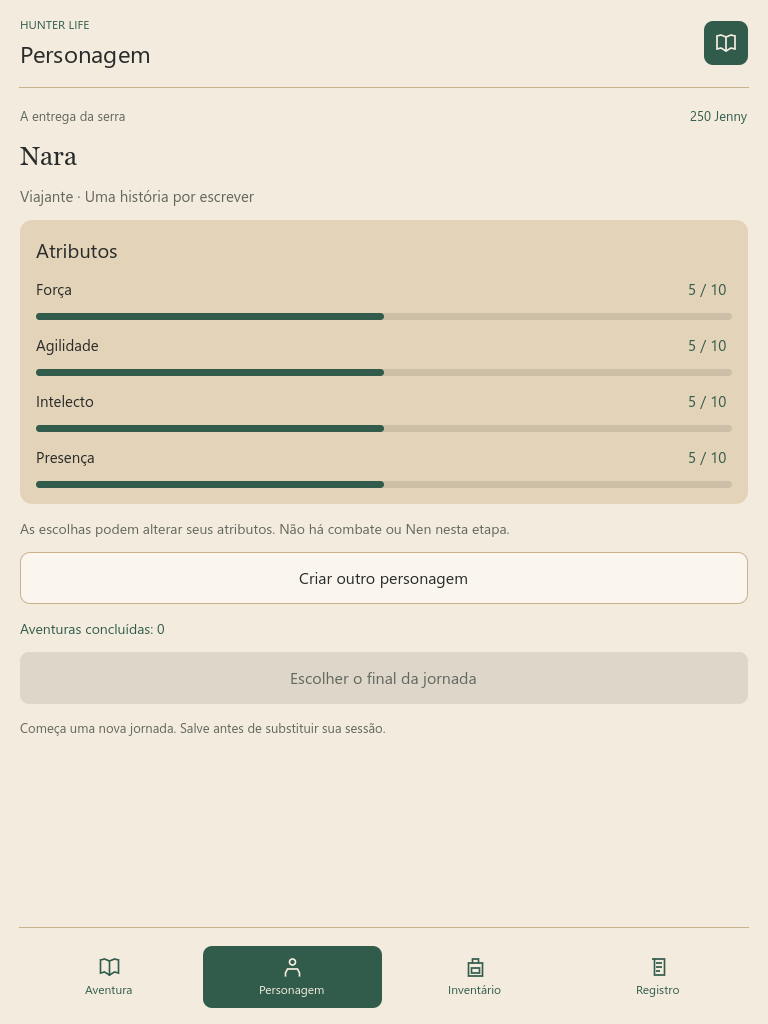 HUNTER LIFE
Personagem
A entrega da serra
250 Jenny
Nara
Viajante · Uma história por escrever
Atributos
Força
5 / 10
Agilidade
5 / 10
Intelecto
5 / 10
Presença
5 / 10
As escolhas podem alterar seus atributos. Não há combate ou Nen nesta etapa.
Criar outro personagem
Aventuras concluídas: 0
Escolher o final da jornada
Começa uma nova jornada. Salve antes de substituir sua sessão.
Aventura
Personagem
Inventário
Registro